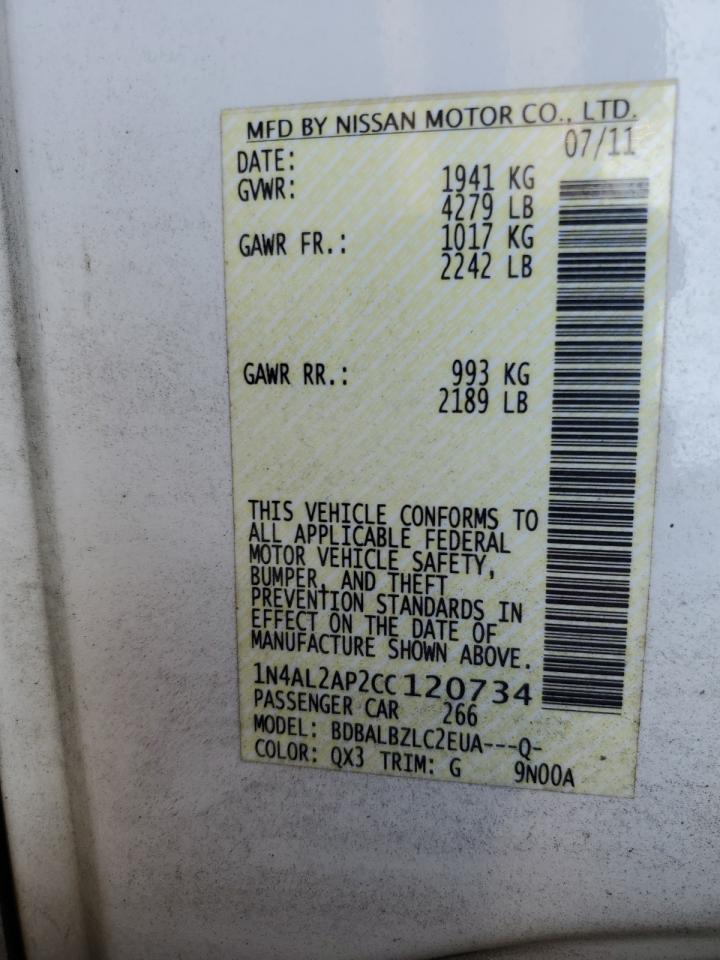 MFD BY NISSAN MOTOR CO., LTD.
DATE: 07/11
GVWR: 1941 KG
4279 LB
GAWR FR.: 1017 KG
2242 LB
GAWR RR.: 993 KG
2189 LB
THIS VEHICLE CONFORMS TO
ALL APPLICABLE FEDERAL
MOTOR VEHICLE SAFETY,
BUMPER, AND THEFT
PREVENTION STANDARDS IN
EFFECT ON THE DATE OF
MANUFACTURE SHOWN ABOVE.
1N4AL2AP2CC120734
PASSENGER CAR 266
MODEL: BDBALBZLC2EUA---Q-
COLOR: QX3 TRIM: G 9N00A